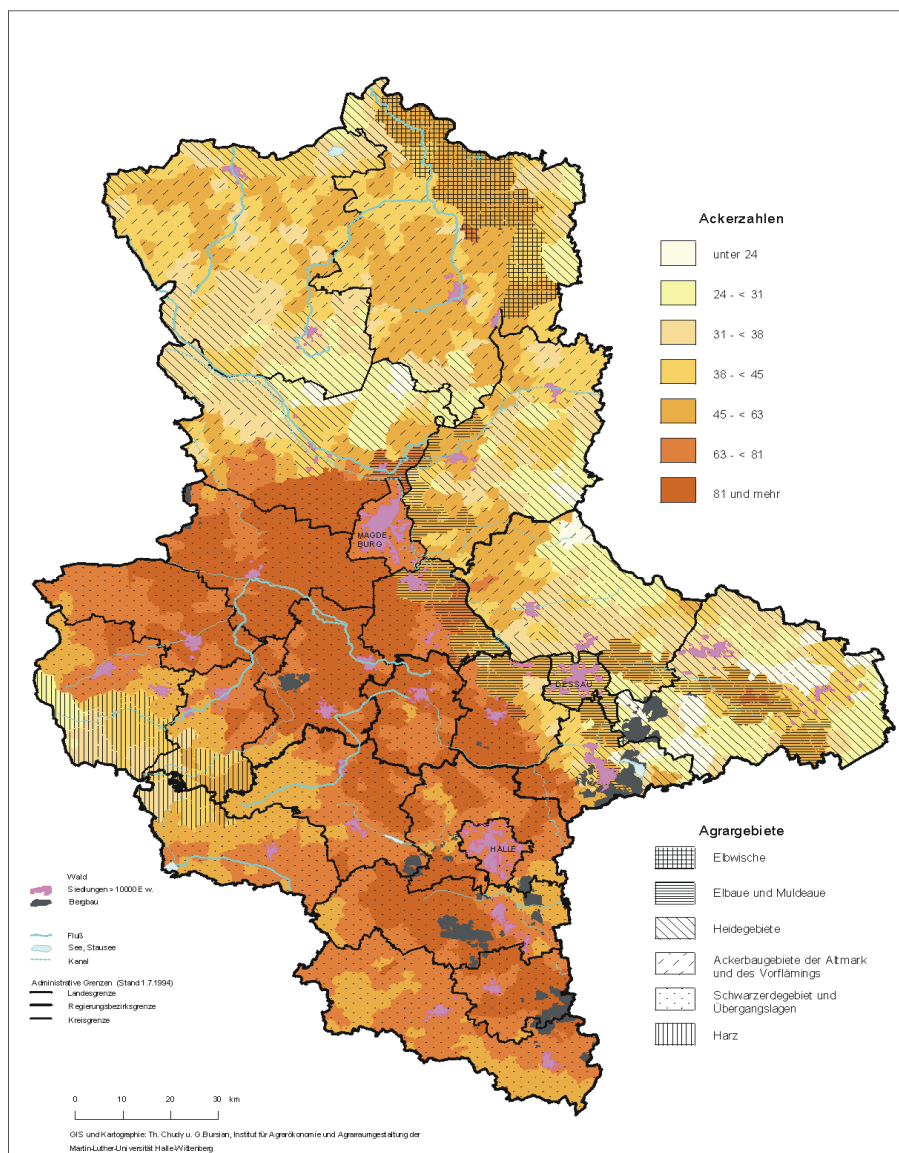 Ackerzahlen
unter 24
24 - < 31
31 - < 38
38 - < 45
45 - < 63
63 - < 81
81 und mehr
MAGDE-
BURG
DESSAU
HALLE
Agrargebiete
Elbwische
Elbaue und Muldeaue
Heidegebiete
Ackerbaugebiete der Altmark
und des Vorflämings
Schwarzerdegebiet und
Übergangslagen
Harz
Wald
Siedlungen > 10000 E w.
Bergbau
Fluß
See, Stausee
Kanal
Administrative Grenzen (Stand 1.7.1994)
Landesgrenze
Regierungsbezirksgrenze
Kreisgrenze
0 10 20 30 km
GIS und Kartographie: Th. Chudy u. G.Bursian, Institut für Agrarökonomie und Agrarraumgestaltung der
Martin-Luther-Universität Halle-Wittenberg